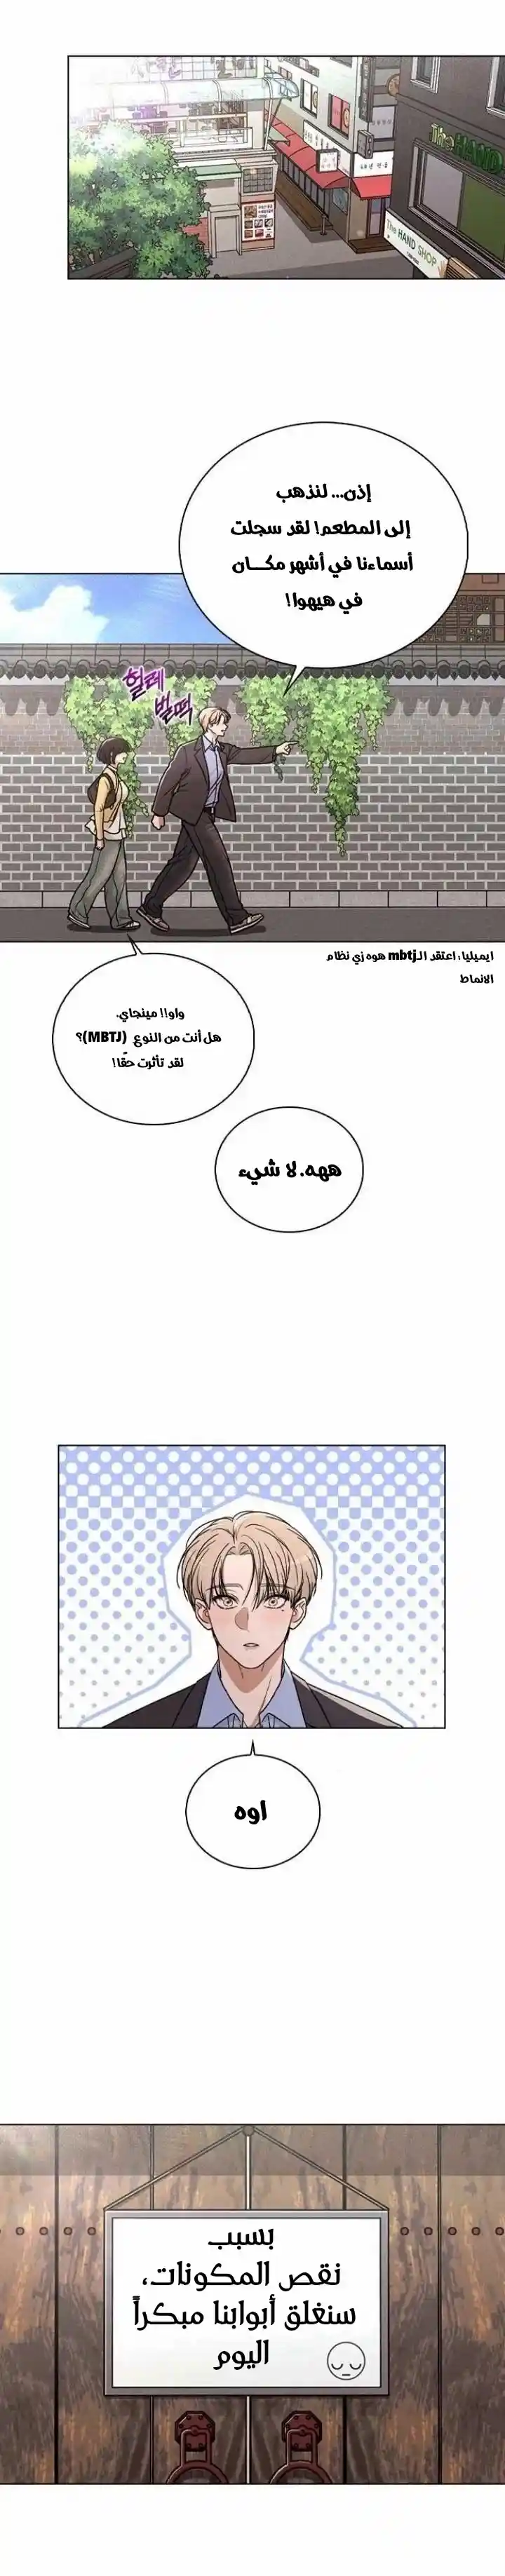 The HAND
The HAND SHOP
إذن... لنذهب
إلى المطعم! لقد سجلت
أسماءنا في أشهر مكـــان
في هيهوا!
헐레
벌떡
ايميليا: اعتقد الـmbtj هوه زي نظام
الانماط
واو!! مينجاي.
هل أنت من النوع (MBTJ)؟
لقد تأثرت حقًا!
ههه. لا شيء
اوه
بسبب
نقص المكونات،
سنغلق أبوابنا مبكراً
اليوم